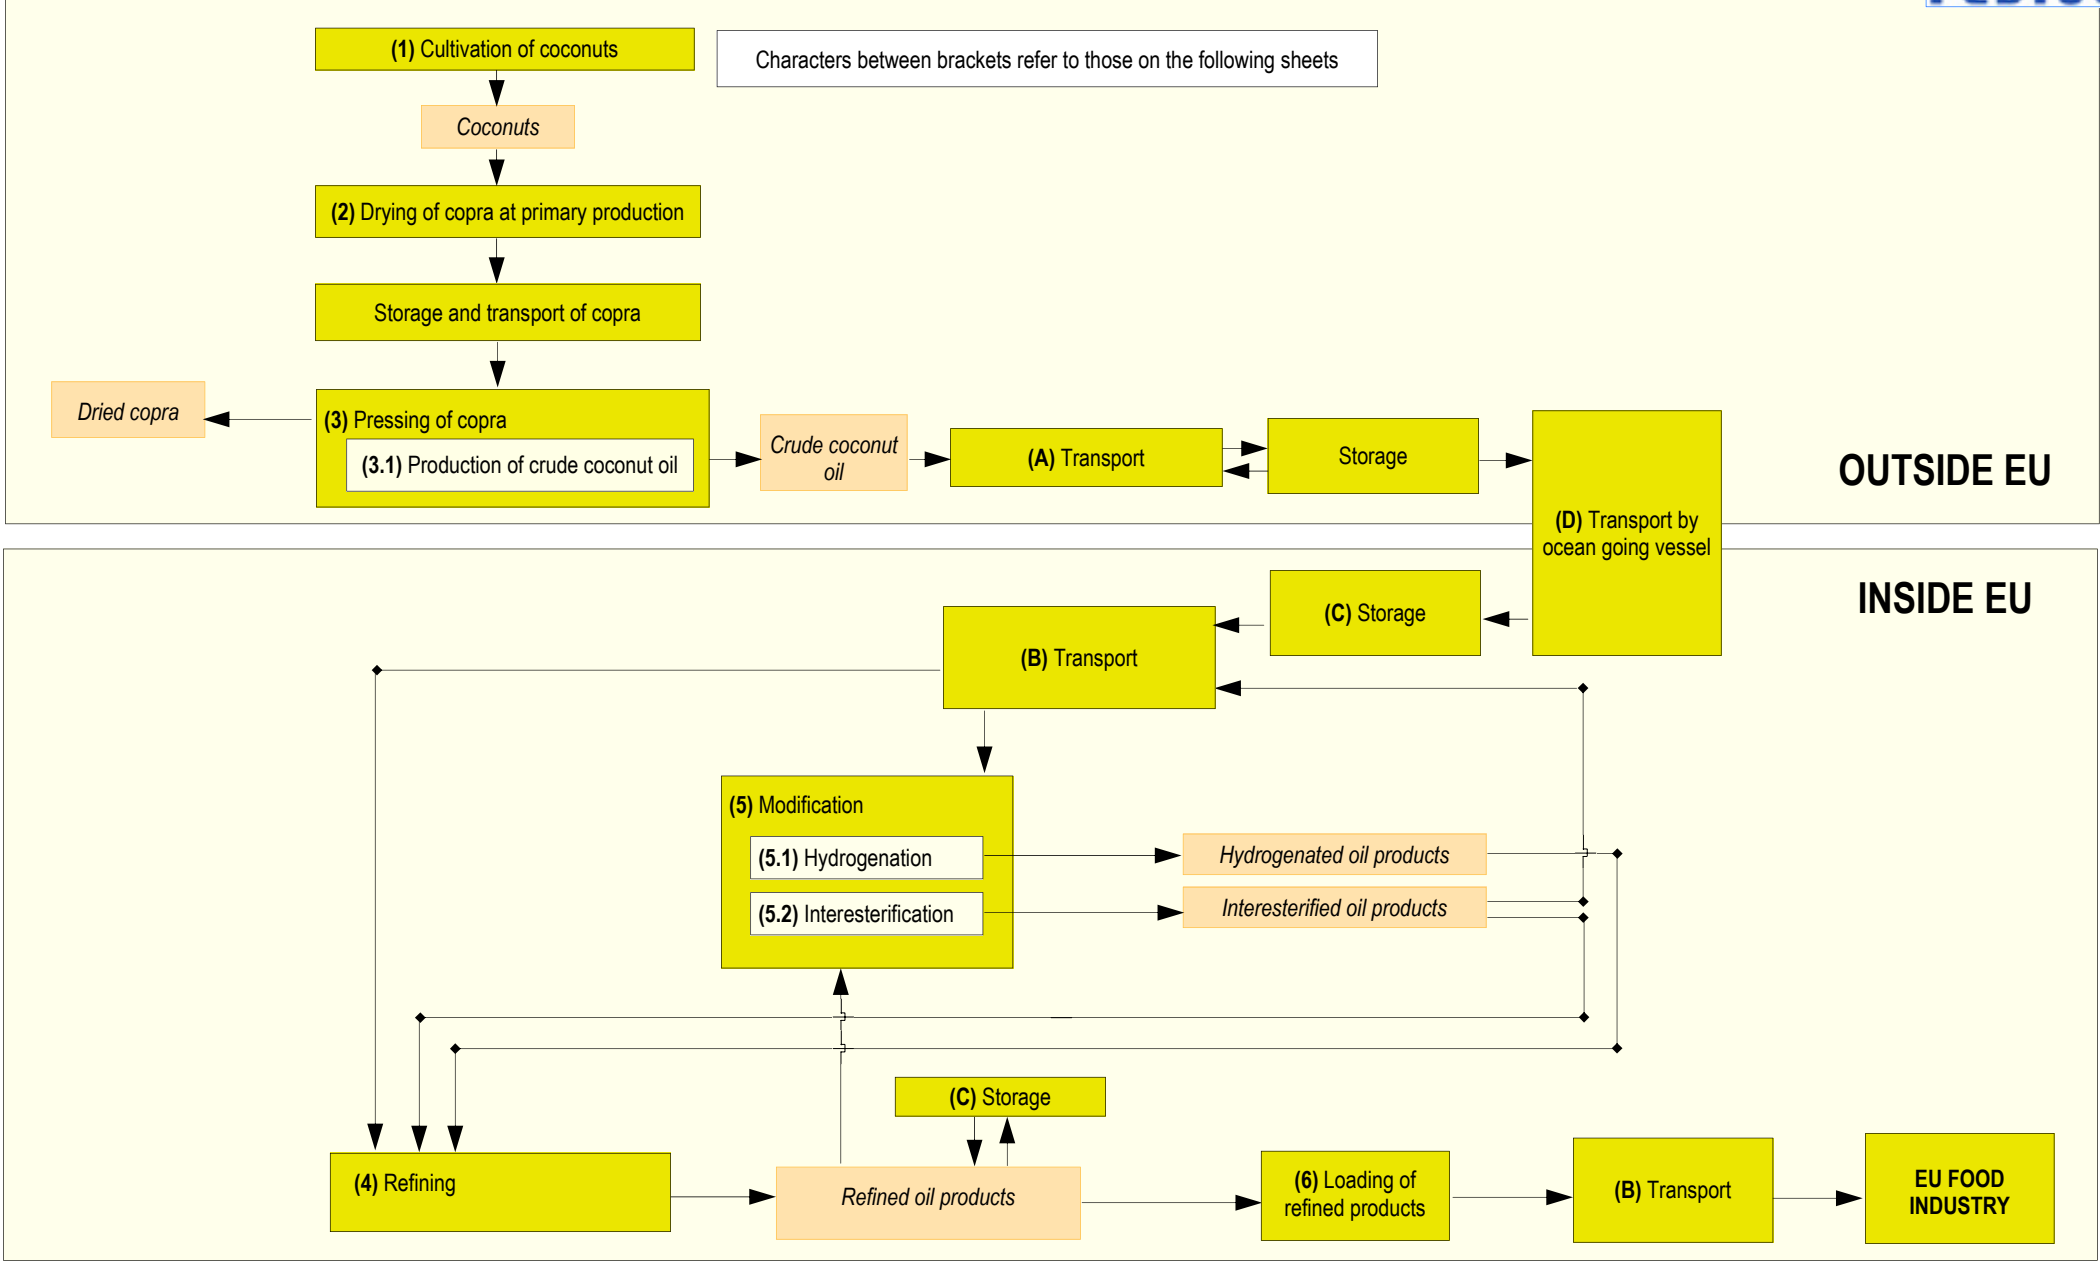 (1) Cultivation of coconuts
Characters between brackets refer to those on the following sheets
Coconuts
(2) Drying of copra at primary production
Storage and transport of copra
Dried copra
(3) Pressing of copra
(3.1) Production of crude coconut oil
Crude coconut
oil
(A) Transport
Storage
OUTSIDE EU
(D) Transport by
ocean going vessel
INSIDE EU
(C) Storage
(B) Transport
(5) Modification
(5.1) Hydrogenation
Hydrogenated oil products
(5.2) Interesterification
Interesterified oil products
(C) Storage
(4) Refining
Refined oil products
(6) Loading of
refined products
(B) Transport
EU FOOD
INDUSTRY